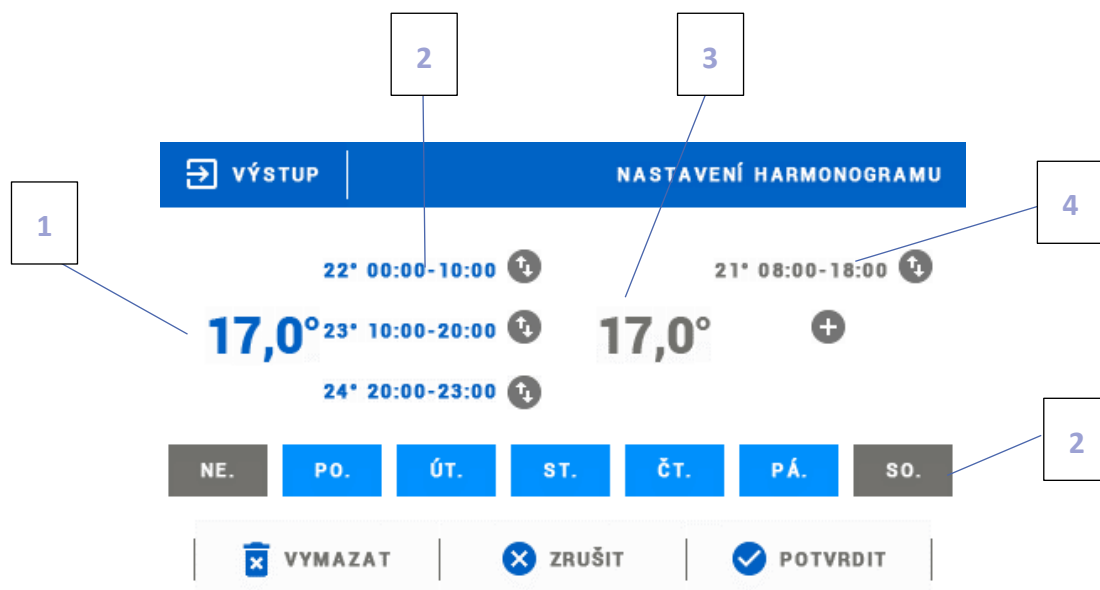 2
3
VÝSTUP
NASTAVENÍ HARMONOGRAMU
4
1
22° 00:00-10:00
21° 08:00-18:00
17,0°
23° 10:00-20:00
17,0°
24° 20:00-23:00
2
NE. PO. ÚT. ST. ČT. PÁ. SO.
VYMAZAT ZRUŠIT POTVRDIT